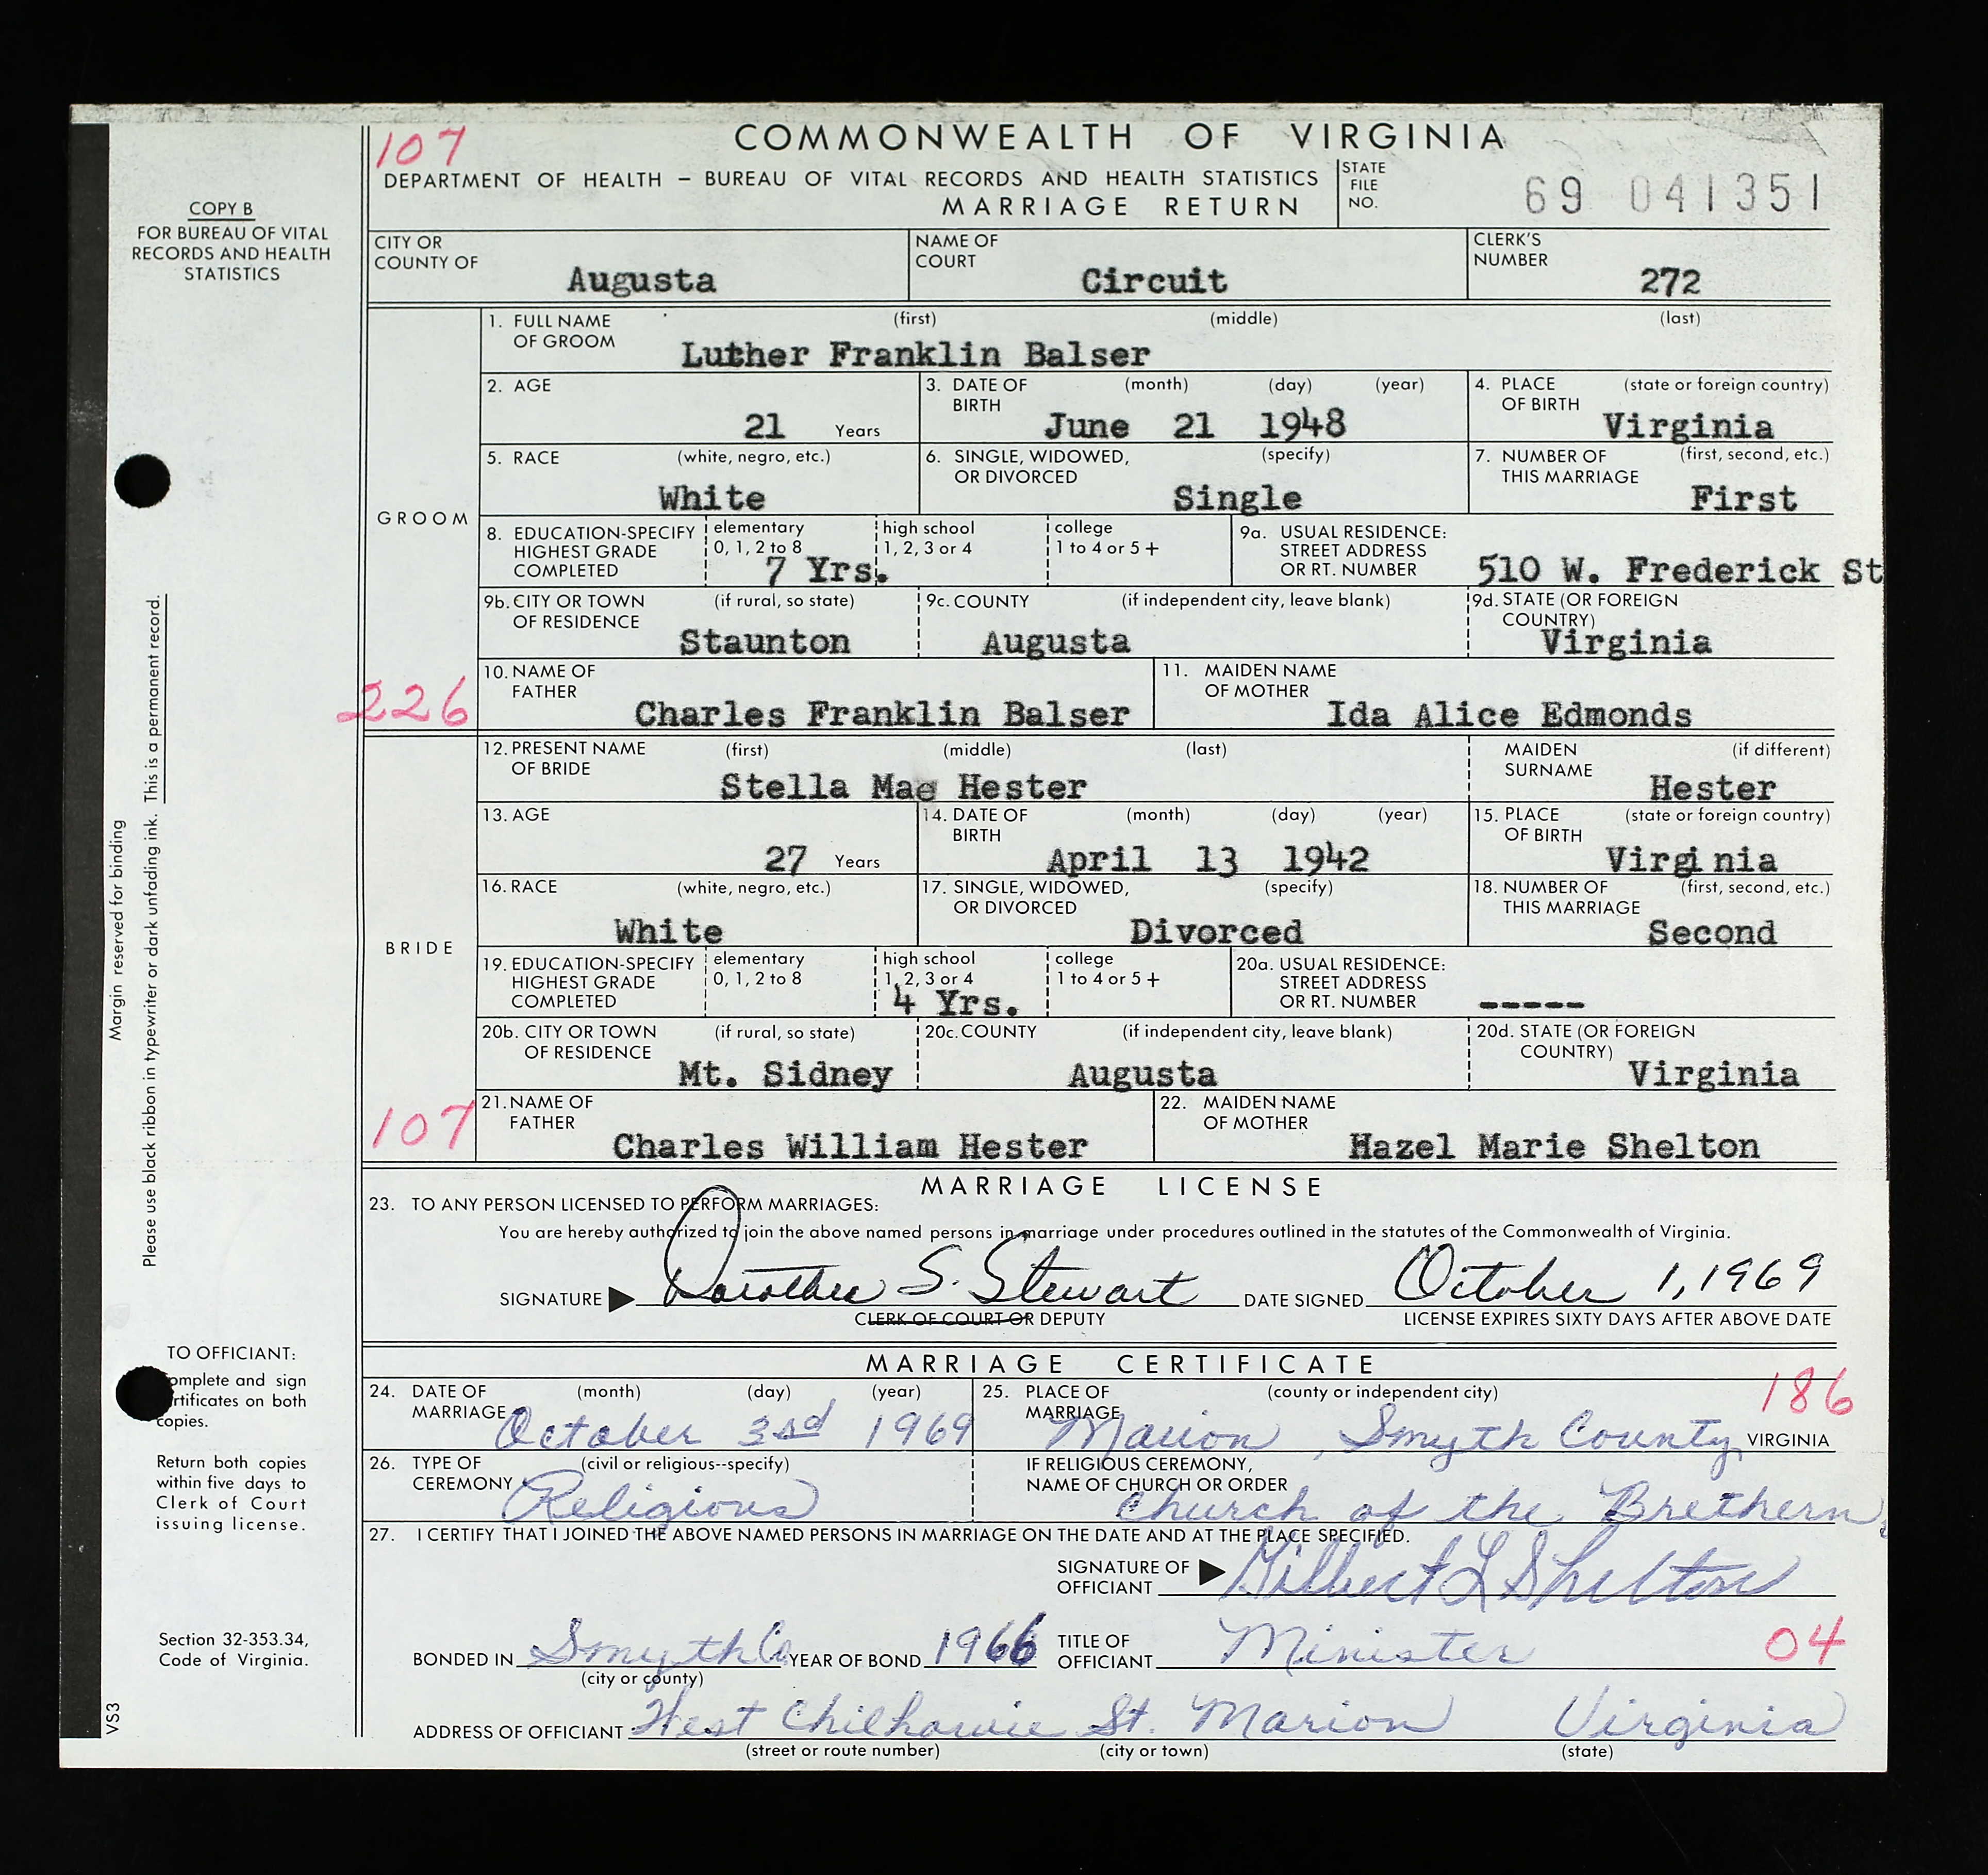 107
COMMONWEALTH OF VIRGINIA
DEPARTMENT OF HEALTH – BUREAU OF VITAL RECORDS AND HEALTH STATISTICS
MARRIAGE RETURN
STATE FILE NO. 69 041351
COPY B
FOR BUREAU OF VITAL
RECORDS AND HEALTH
STATISTICS
CITY OR COUNTY OF Augusta
NAME OF COURT Circuit
CLERK'S NUMBER 272
GROOM
1. FULL NAME OF GROOM (first) (middle) (last)
Luther Franklin Balser
2. AGE 21 Years
3. DATE OF BIRTH (month) (day) (year) June 21 1948
4. PLACE OF BIRTH (state or foreign country) Virginia
5. RACE (white, negro, etc.) White
6. SINGLE, WIDOWED, OR DIVORCED (specify) Single
7. NUMBER OF THIS MARRIAGE (first, second, etc.) First
8. EDUCATION-SPECIFY HIGHEST GRADE COMPLETED elementary 0, 1, 2 to 8 7 Yrs. high school 1, 2, 3 or 4 college 1 to 4 or 5 +
9a. USUAL RESIDENCE: STREET ADDRESS OR RT. NUMBER 510 W. Frederick St
9b. CITY OR TOWN OF RESIDENCE (if rural, so state) Staunton
9c. COUNTY (if independent city, leave blank) Augusta
9d. STATE (OR FOREIGN COUNTRY) Virginia
226
10. NAME OF FATHER Charles Franklin Balser
11. MAIDEN NAME OF MOTHER Ida Alice Edmonds
BRIDE
12. PRESENT NAME OF BRIDE (first) (middle) (last) Stella Mae Hester
MAIDEN SURNAME (if different) Hester
13. AGE 27 Years
14. DATE OF BIRTH (month) (day) (year) April 13 1942
15. PLACE OF BIRTH (state or foreign country) Virginia
16. RACE (white, negro, etc.) White
17. SINGLE, WIDOWED, OR DIVORCED (specify) Divorced
18. NUMBER OF THIS MARRIAGE (first, second, etc.) Second
19. EDUCATION-SPECIFY HIGHEST GRADE COMPLETED elementary 0, 1, 2 to 8 high school 1, 2, 3 or 4 4 Yrs. college 1 to 4 or 5 +
20a. USUAL RESIDENCE: STREET ADDRESS OR RT. NUMBER -----
20b. CITY OR TOWN OF RESIDENCE (if rural, so state) Mt. Sidney
20c. COUNTY (if independent city, leave blank) Augusta
20d. STATE (OR FOREIGN COUNTRY) Virginia
107
21. NAME OF FATHER Charles William Hester
22. MAIDEN NAME OF MOTHER Hazel Marie Shelton
MARRIAGE LICENSE
23. TO ANY PERSON LICENSED TO PERFORM MARRIAGES:
You are hereby authorized to join the above named persons in marriage under procedures outlined in the statutes of the Commonwealth of Virginia.
SIGNATURE Dorothea S. Stewart DATE SIGNED October 1, 1969
CLERK OF COURT OR DEPUTY LICENSE EXPIRES SIXTY DAYS AFTER ABOVE DATE
MARRIAGE CERTIFICATE
24. DATE OF MARRIAGE (month) (day) (year) October 3rd 1969
25. PLACE OF MARRIAGE (county or independent city) Marion, Smyth County, VIRGINIA
186
26. TYPE OF CEREMONY (civil or religious--specify) Religious
IF RELIGIOUS CEREMONY, NAME OF CHURCH OR ORDER Church of the Brethern
27. I CERTIFY THAT I JOINED THE ABOVE NAMED PERSONS IN MARRIAGE ON THE DATE AND AT THE PLACE SPECIFIED.
SIGNATURE OF OFFICIANT Gilbert L Shelton
BONDED IN Smyth Co. YEAR OF BOND 1966
(city or county)
TITLE OF OFFICIANT Minister
04
ADDRESS OF OFFICIANT West Chilhowie St. Marion Virginia
(street or route number) (city or town) (state)
Margin reserved for binding
Please use black ribbon in typewriter or dark unfading ink. This is a permanent record.
TO OFFICIANT:
omplete and sign
rtificates on both
copies.
Return both copies
within five days to
Clerk of Court
issuing license.
Section 32-353.34,
Code of Virginia.
VS3